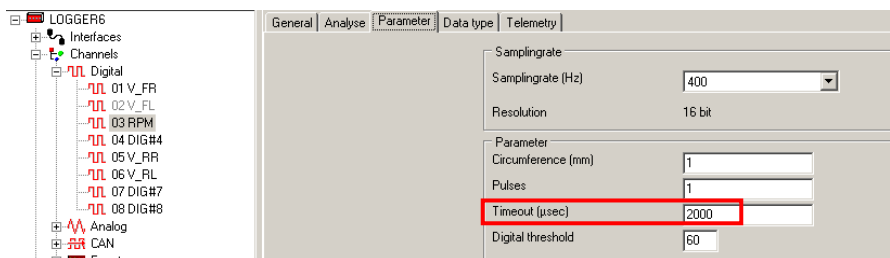 LOGGER6
Interfaces
Channels
Digital
01 V_FR
02 V_FL
03 RPM
04 DIG#4
05 V_RR
06 V_RL
07 DIG#7
08 DIG#8
Analog
CAN
General Analyse Parameter Data type Telemetry
Samplingrate
Samplingrate (Hz) 400
Resolution 16 bit
Parameter
Circumference (mm) 1
Pulses 1
Timeout (µsec) 2000
Digital threshold 60